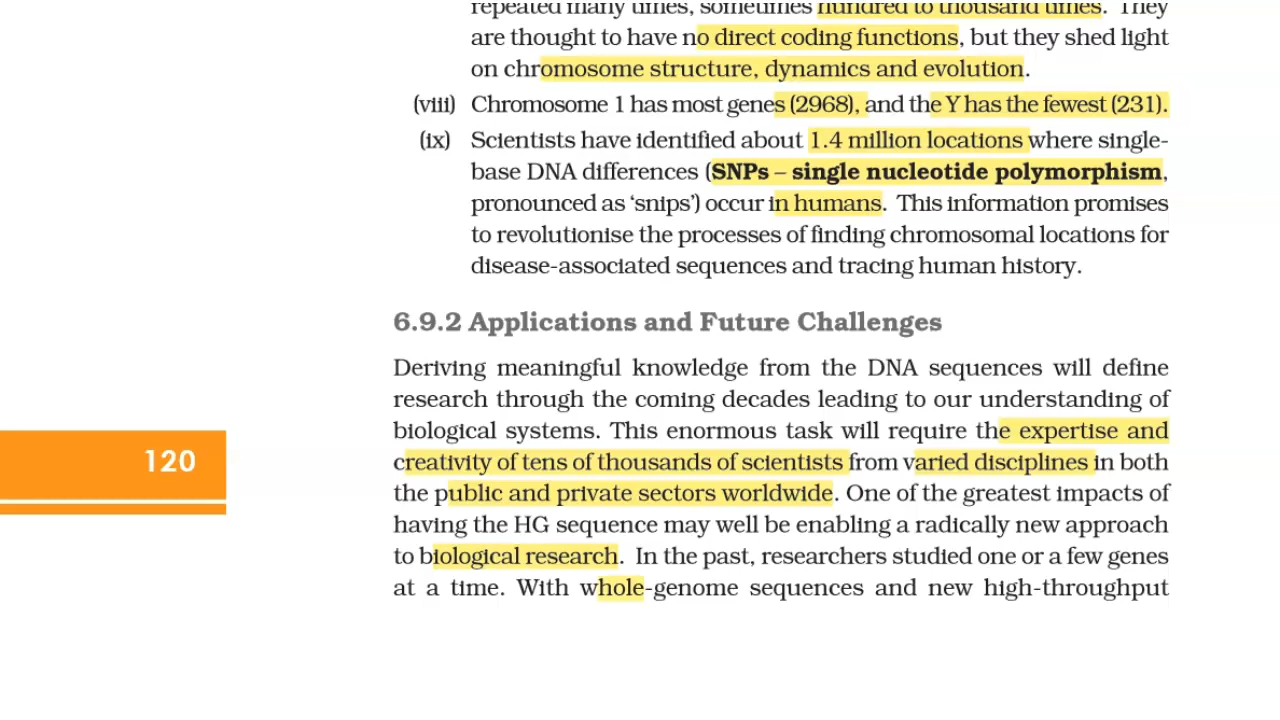 repeated many times, sometimes hundred to thousand times. They
are thought to have no direct coding functions, but they shed light
on chromosome structure, dynamics and evolution.
(viii) Chromosome 1 has most genes (2968), and the Y has the fewest (231).
(ix) Scientists have identified about 1.4 million locations where single-
base DNA differences (SNPs – single nucleotide polymorphism,
pronounced as ‘snips’) occur in humans. This information promises
to revolutionise the processes of finding chromosomal locations for
disease-associated sequences and tracing human history.
6.9.2 Applications and Future Challenges
Deriving meaningful knowledge from the DNA sequences will define
research through the coming decades leading to our understanding of
biological systems. This enormous task will require the expertise and
creativity of tens of thousands of scientists from varied disciplines in both
the public and private sectors worldwide. One of the greatest impacts of
having the HG sequence may well be enabling a radically new approach
to biological research. In the past, researchers studied one or a few genes
at a time. With whole-genome sequences and new high-throughput
120